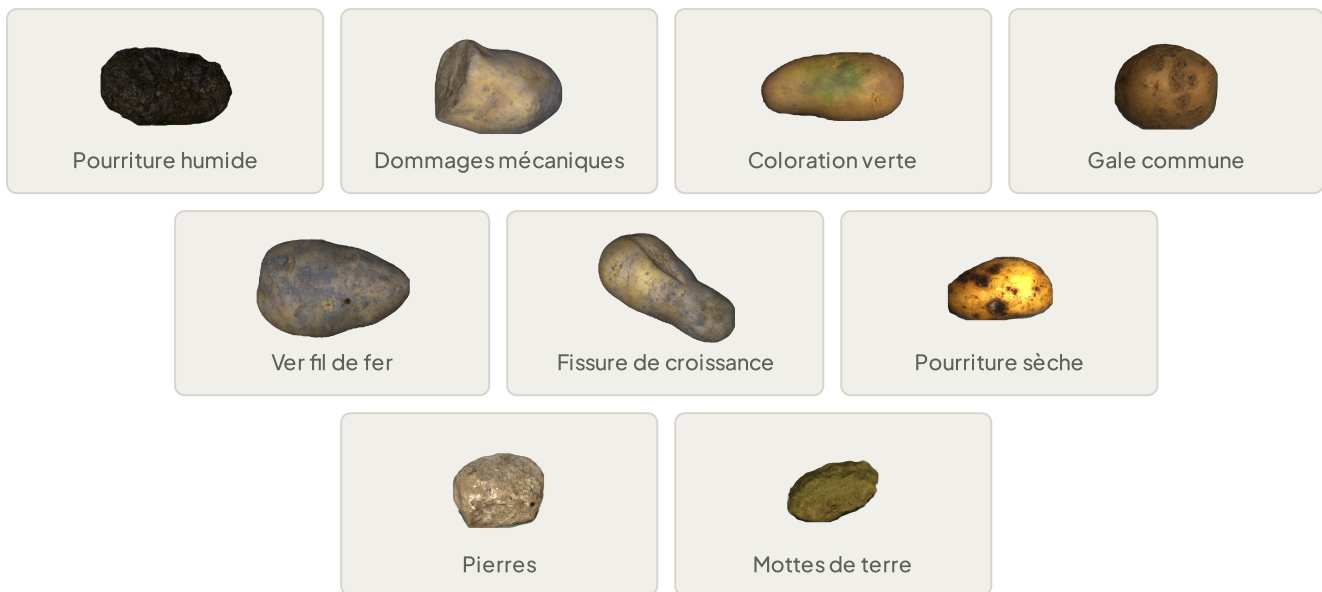 Pourriture humide
Dommages mécaniques
Coloration verte
Gale commune
Ver fil de fer
Fissure de croissance
Pourriture sèche
Pierres
Mottes de terre